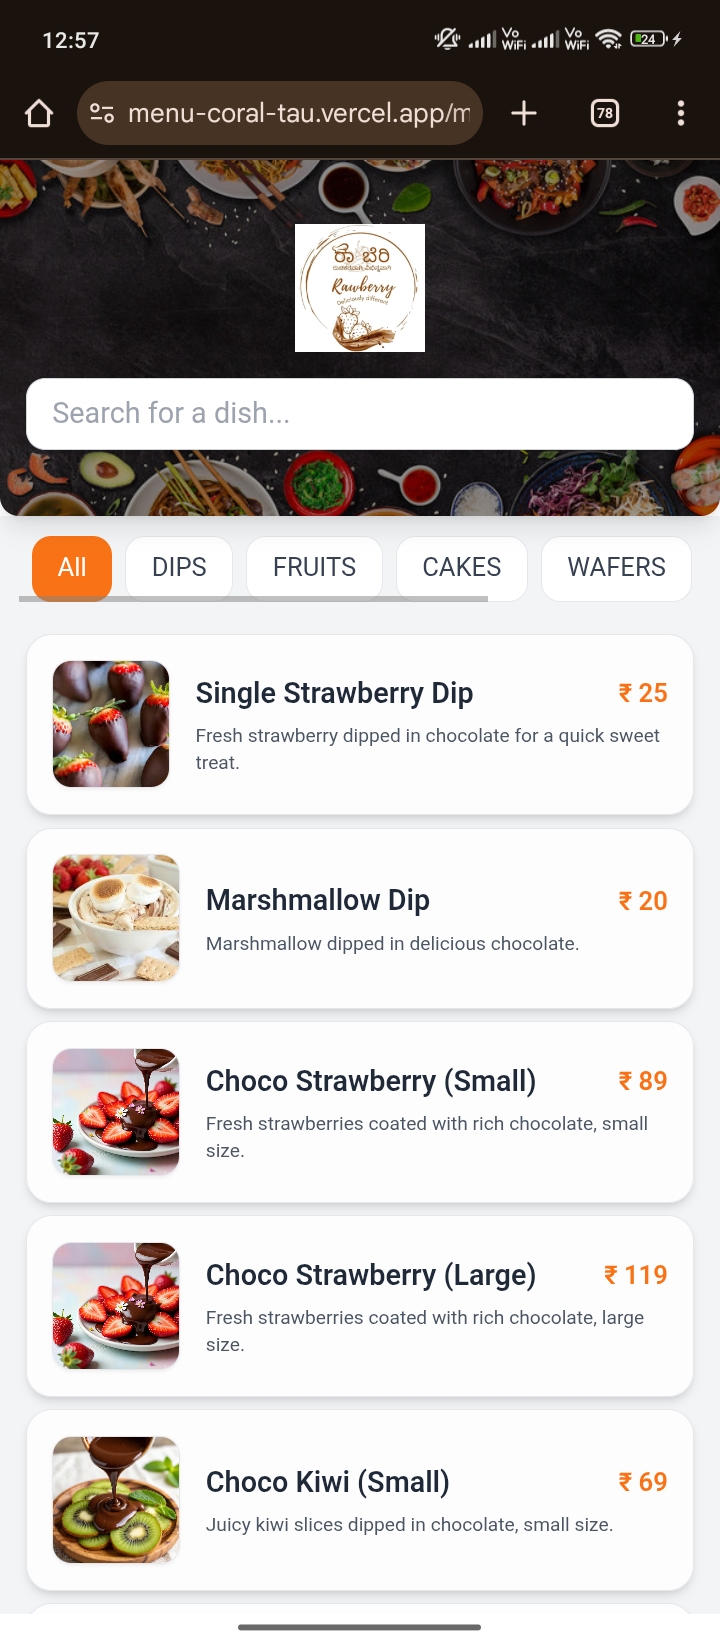 12:57
Vo
WiFi
Vo
WiFi
24
menu-coral-tau.vercel.app/m
78
Rawberry
Deliciously different
Search for a dish...
All
DIPS
FRUITS
CAKES
WAFERS
Single Strawberry Dip
₹ 25
Fresh strawberry dipped in chocolate for a quick sweet
treat.
Marshmallow Dip
₹ 20
Marshmallow dipped in delicious chocolate.
Choco Strawberry (Small)
₹ 89
Fresh strawberries coated with rich chocolate, small
size.
Choco Strawberry (Large)
₹ 119
Fresh strawberries coated with rich chocolate, large
size.
Choco Kiwi (Small)
₹ 69
Juicy kiwi slices dipped in chocolate, small size.